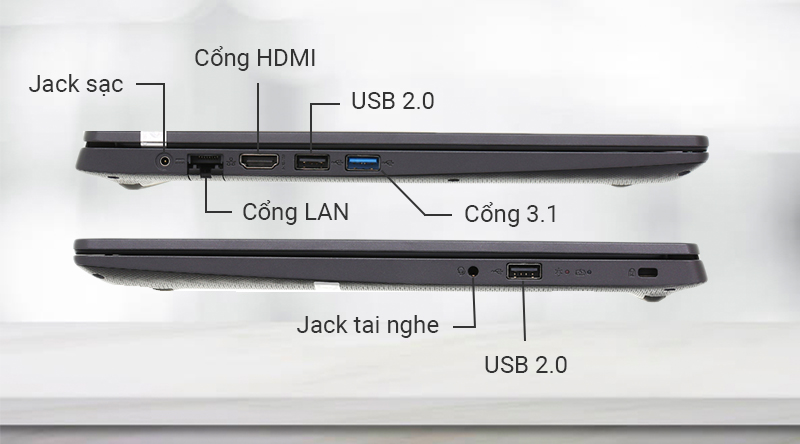 Cổng HDMI
Jack sạc
USB 2.0
Cổng LAN
Cổng 3.1
Jack tai nghe
USB 2.0